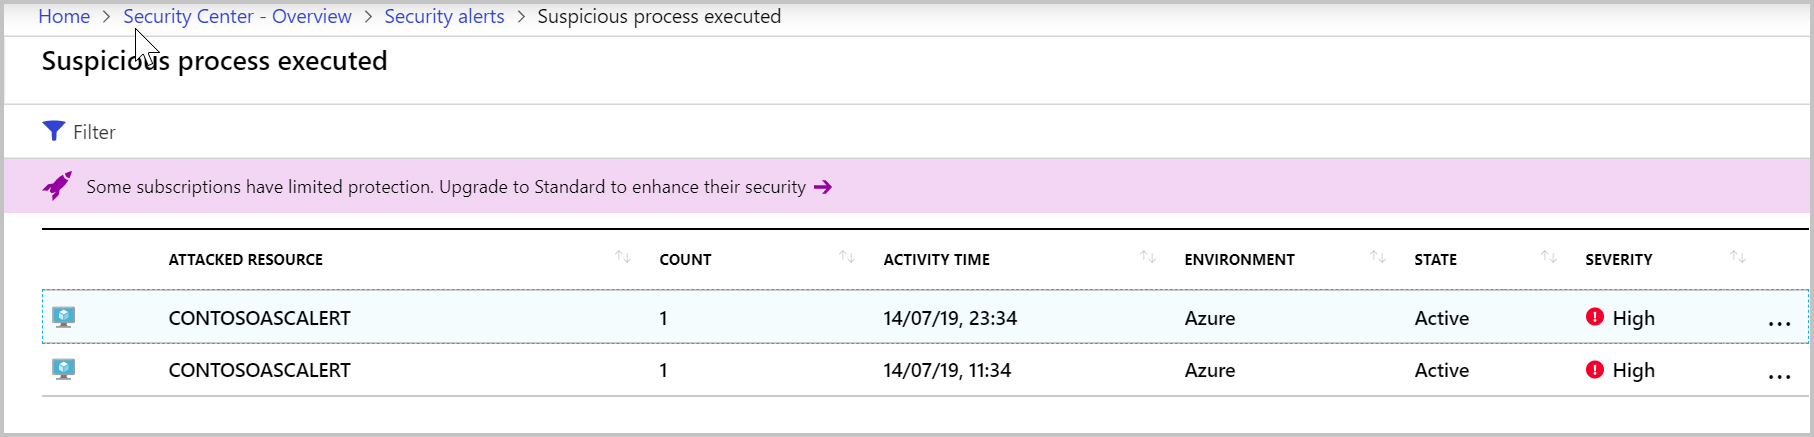 Home > Security Center - Overview > Security alerts > Suspicious process executed
Suspicious process executed
Filter
Some subscriptions have limited protection. Upgrade to Standard to enhance their security →
ATTACKED RESOURCE ↑↓ COUNT ↑↓ ACTIVITY TIME ↑↓ ENVIRONMENT ↑↓ STATE ↑↓ SEVERITY ↑↓
CONTOSOASCALERT 1 14/07/19, 23:34 Azure Active High ...
CONTOSOASCALERT 1 14/07/19, 11:34 Azure Active High ...